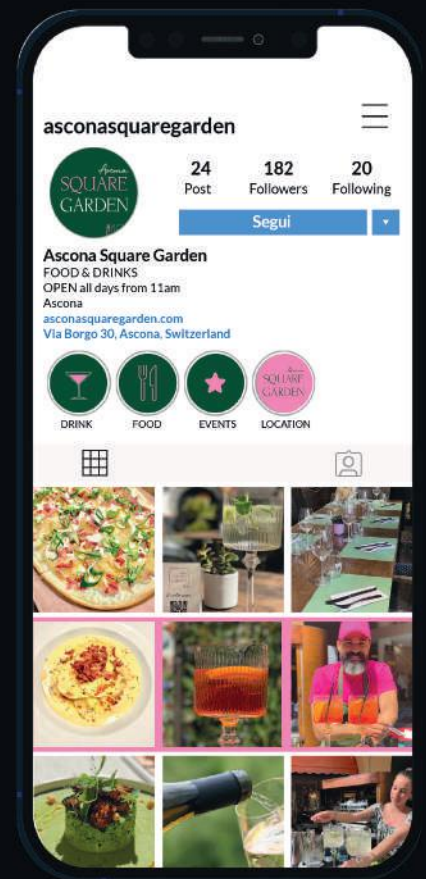 asconasquaregarden
Ascona
SQUARE
GARDEN
24 182 20
Post Followers Following
Segui
Ascona Square Garden
FOOD & DRINKS
OPEN all days from 11am
Ascona
asconasquaregarden.com
Via Borgo 30, Ascona, Switzerland
Ascona
SQUARE
GARDEN
DRINK FOOD EVENTS LOCATION